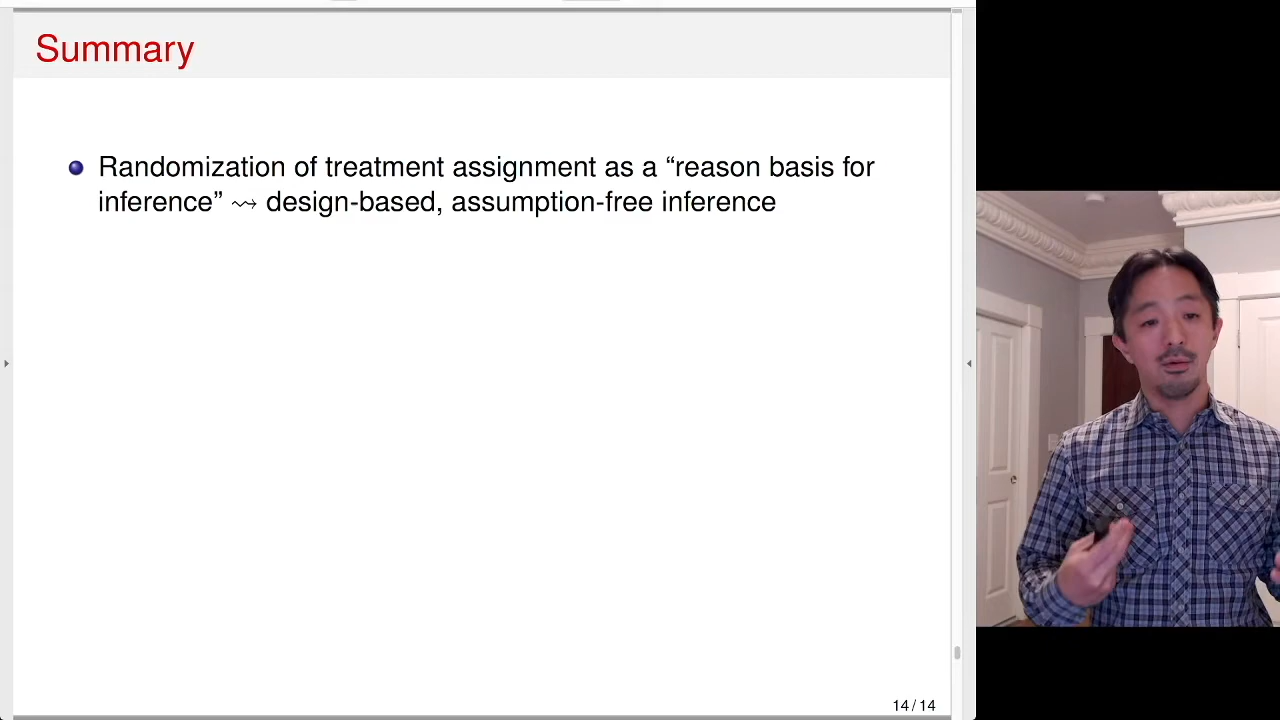 Summary
Randomization of treatment assignment as a “reason basis for
inference” ⇝ design-based, assumption-free inference
14 / 14